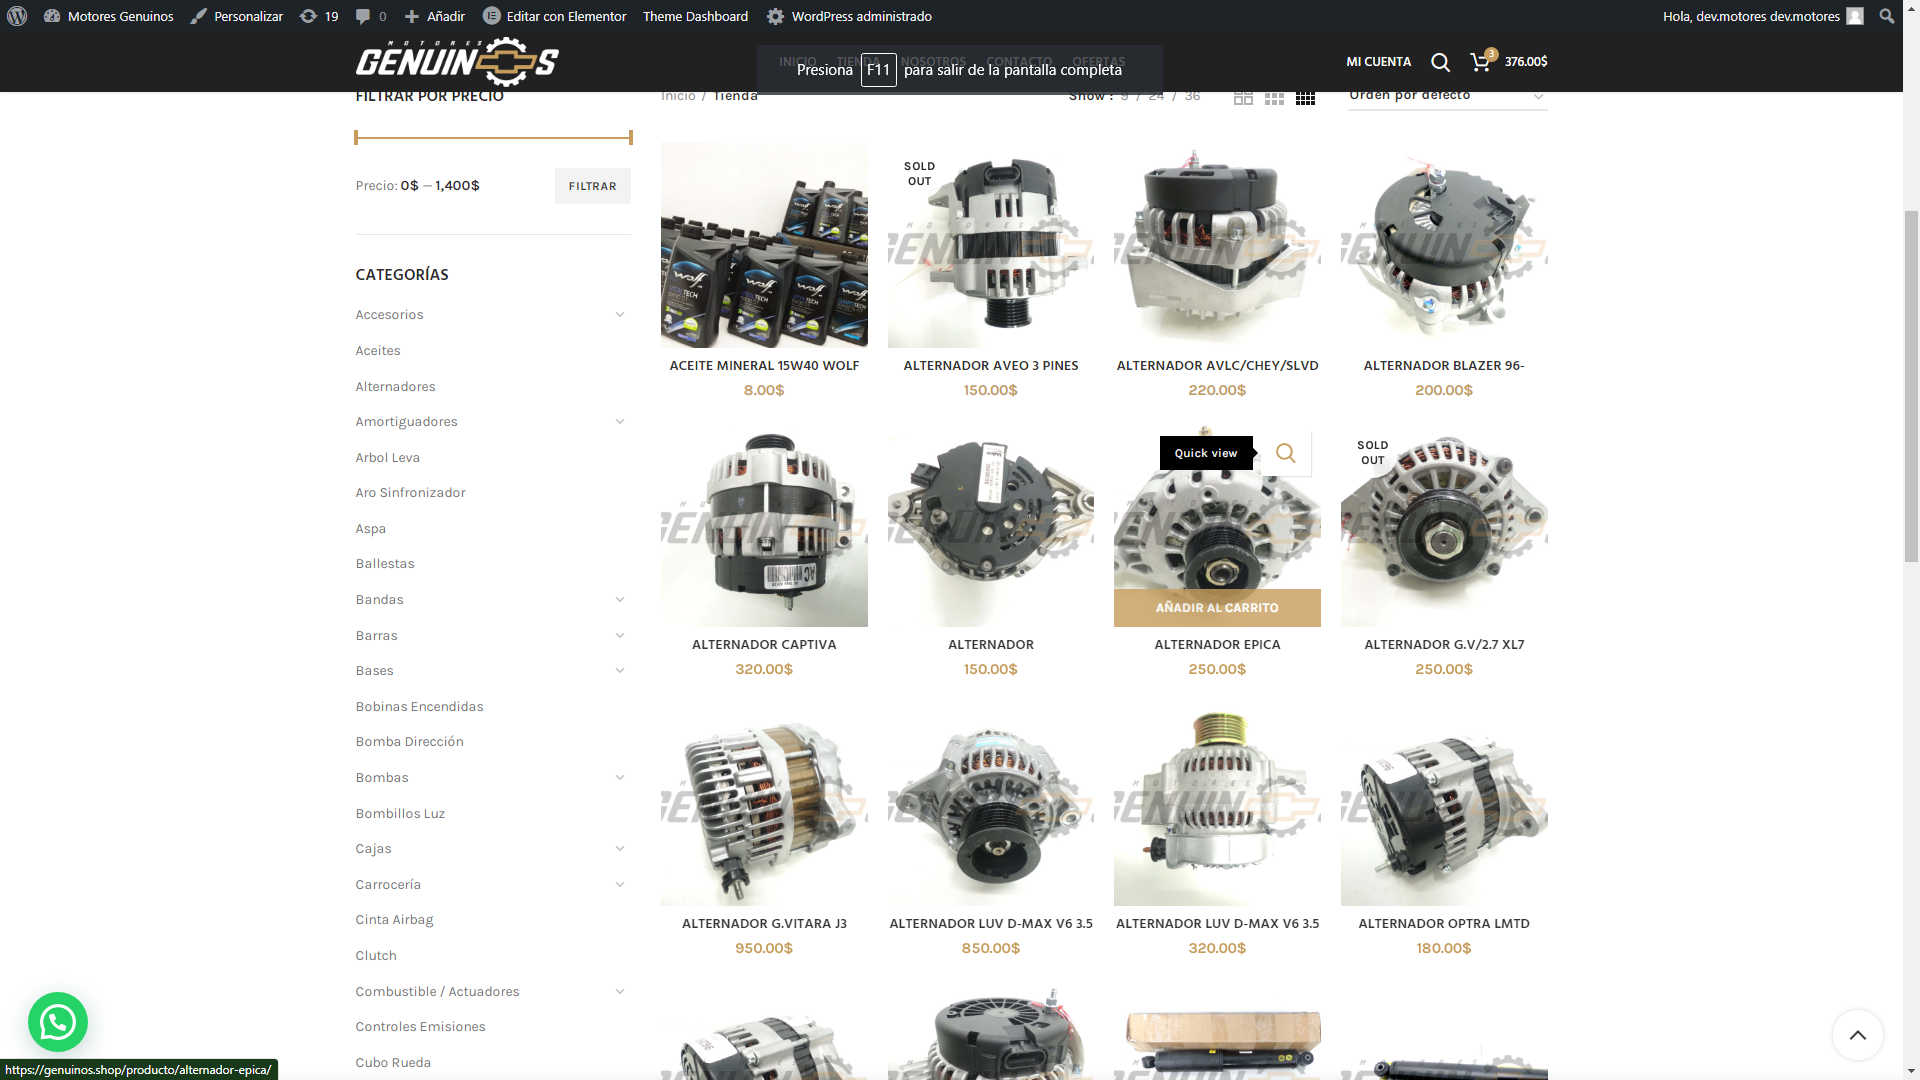 Motores Genuinos
Personalizar
19
0
Añadir
Editar con Elementor
Theme Dashboard
WordPress administrado
Hola, dev.motores dev.motores
MOTORES
GENUINOS
INICIO TIENDA NOSOTROS CONTACTO OFERTAS
Presiona F11 para salir de la pantalla completa
MI CUENTA
3
376.00$
FILTRAR POR PRECIO
Inicio / Tienda
Show : 9 / 24 / 36
Orden por defecto
Precio: 0$ — 1,400$
FILTRAR
CATEGORÍAS
Accesorios
Aceites
Alternadores
Amortiguadores
Arbol Leva
Aro Sinfronizador
Aspa
Ballestas
Bandas
Barras
Bases
Bobinas Encendidas
Bomba Dirección
Bombas
Bombillos Luz
Cajas
Carrocería
Cinta Airbag
Clutch
Combustible / Actuadores
Controles Emisiones
Cubo Rueda
SOLD
OUT
ACEITE MINERAL 15W40 WOLF
8.00$
ALTERNADOR AVEO 3 PINES
150.00$
ALTERNADOR AVLC/CHEY/SLVD
220.00$
ALTERNADOR BLAZER 96-
200.00$
Quick view
SOLD
OUT
AÑADIR AL CARRITO
ALTERNADOR CAPTIVA
320.00$
ALTERNADOR
150.00$
ALTERNADOR EPICA
250.00$
ALTERNADOR G.V/2.7 XL7
250.00$
ALTERNADOR G.VITARA J3
950.00$
ALTERNADOR LUV D-MAX V6 3.5
850.00$
ALTERNADOR LUV D-MAX V6 3.5
320.00$
ALTERNADOR OPTRA LMTD
180.00$
https://genuinos.shop/producto/alternador-epica/